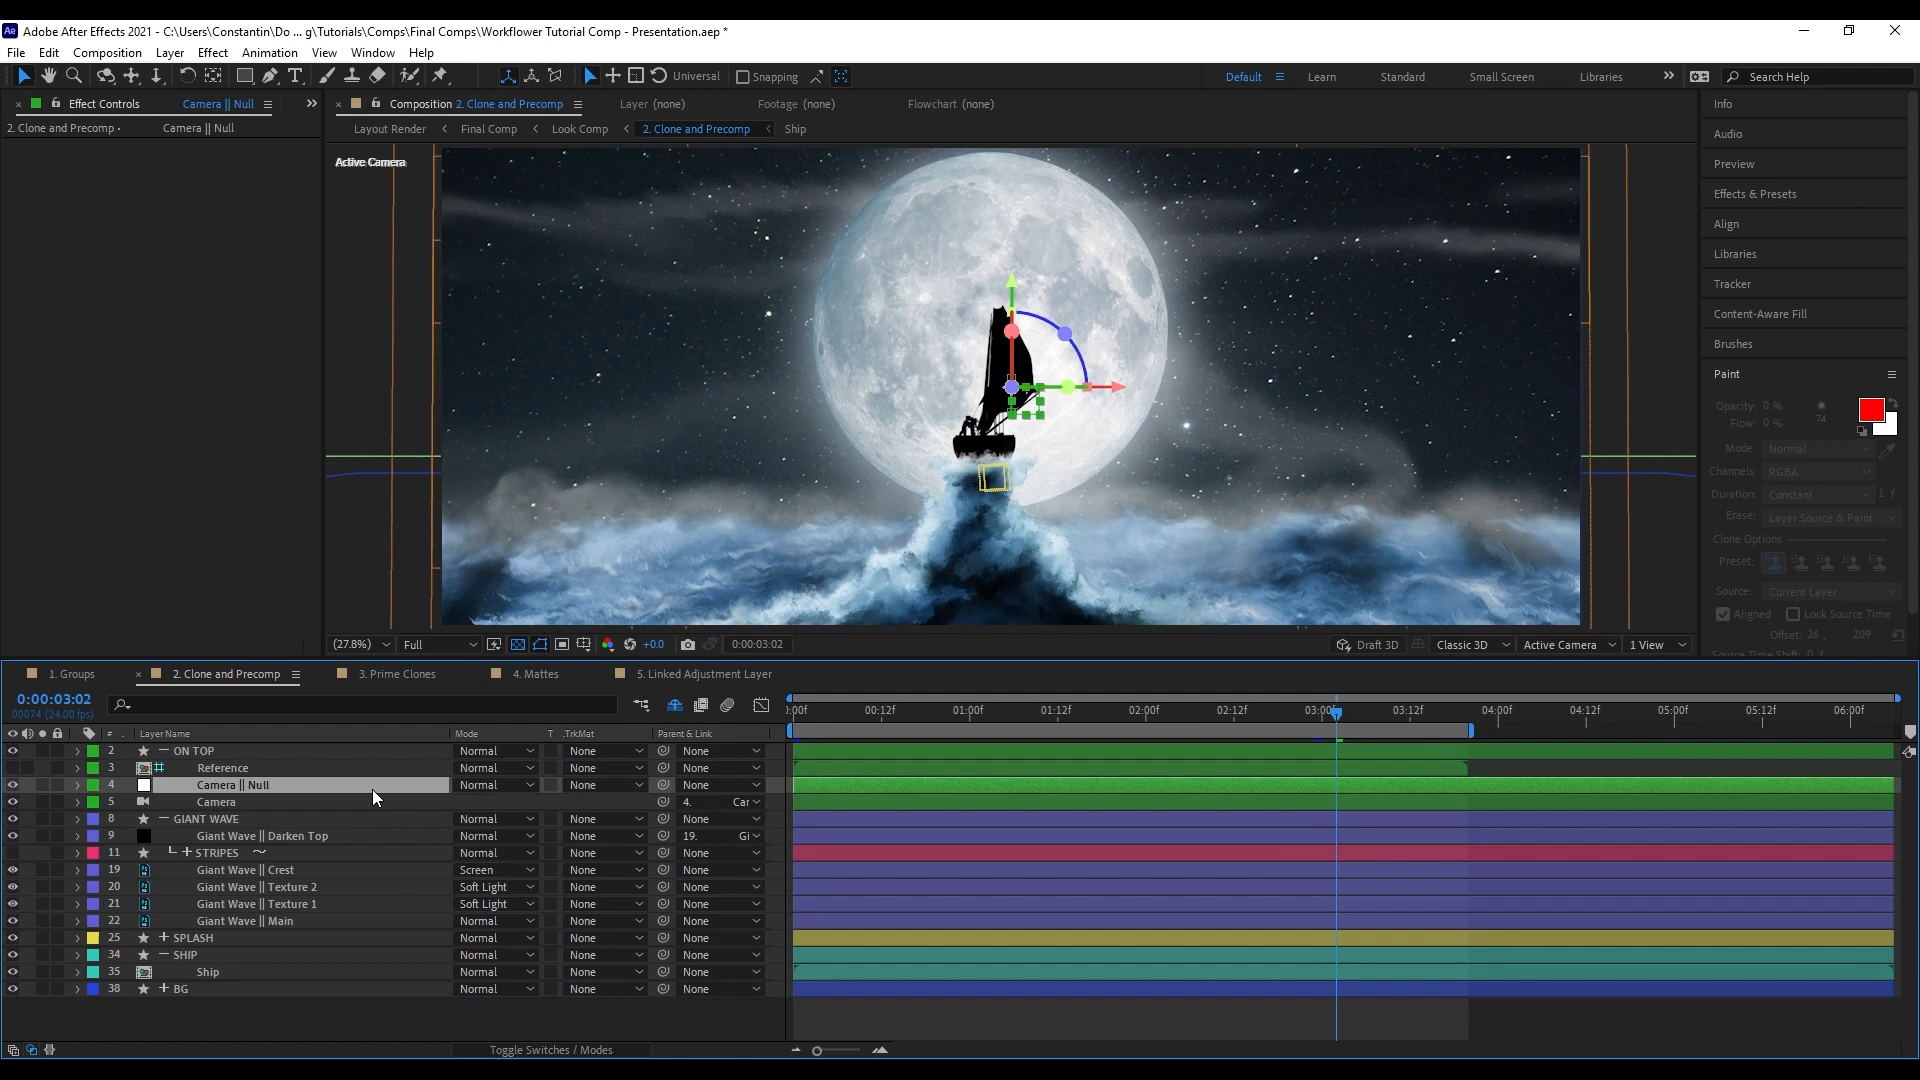 Ae Adobe After Effects 2021 - C:\Users\Constantin\Do ... g\Tutorials\Comps\Final Comps\Workflower Tutorial Comp - Presentation.aep *
File Edit Composition Layer Effect Animation View Window Help
Universal Snapping Default Learn Standard Small Screen Libraries Search Help
Effect Controls Camera || Null
2. Clone and Precomp · Camera || Null
Composition 2. Clone and Precomp Layer (none) Footage (none) Flowchart (none)
Layout Render Final Comp Look Comp 2. Clone and Precomp Ship
Active Camera
Info
Audio
Preview
Effects & Presets
Align
Libraries
Tracker
Content-Aware Fill
Brushes
Paint
Opacity: 0 %
Flow: 0 % 74
Mode: Normal
Channels: RGBA
Duration: Constant 1 f
Erase: Layer Source & Paint
Clone Options
Preset:
Source: Current Layer
Aligned Lock Source Time
Offset: 26 , 209
Source Time Shift: 0 f
(27.8%) Full +0.0 0:00:03:02 Draft 3D Classic 3D Active Camera 1 View
1. Groups 2. Clone and Precomp 3. Prime Clones 4. Mattes 5. Linked Adjustment Layer
0:00:03:02
00074 (24.00 fps)
:00f 00:12f 01:00f 01:12f 02:00f 02:12f 03:00f 03:12f 04:00f 04:12f 05:00f 05:12f 06:00f
# Layer Name Mode T .TrkMat Parent & Link
2 ON TOP Normal None None
3 Reference Normal None None
4 Camera || Null Normal None None
5 Camera 4. Car
8 GIANT WAVE Normal None None
9 Giant Wave || Darken Top Normal None 19. Gi
11 STRIPES Normal None None
19 Giant Wave || Crest Screen None None
20 Giant Wave || Texture 2 Soft Light None None
21 Giant Wave || Texture 1 Soft Light None None
22 Giant Wave || Main Normal None None
25 SPLASH Normal None None
34 SHIP Normal None None
35 Ship Normal None None
38 BG Normal None None
Toggle Switches / Modes